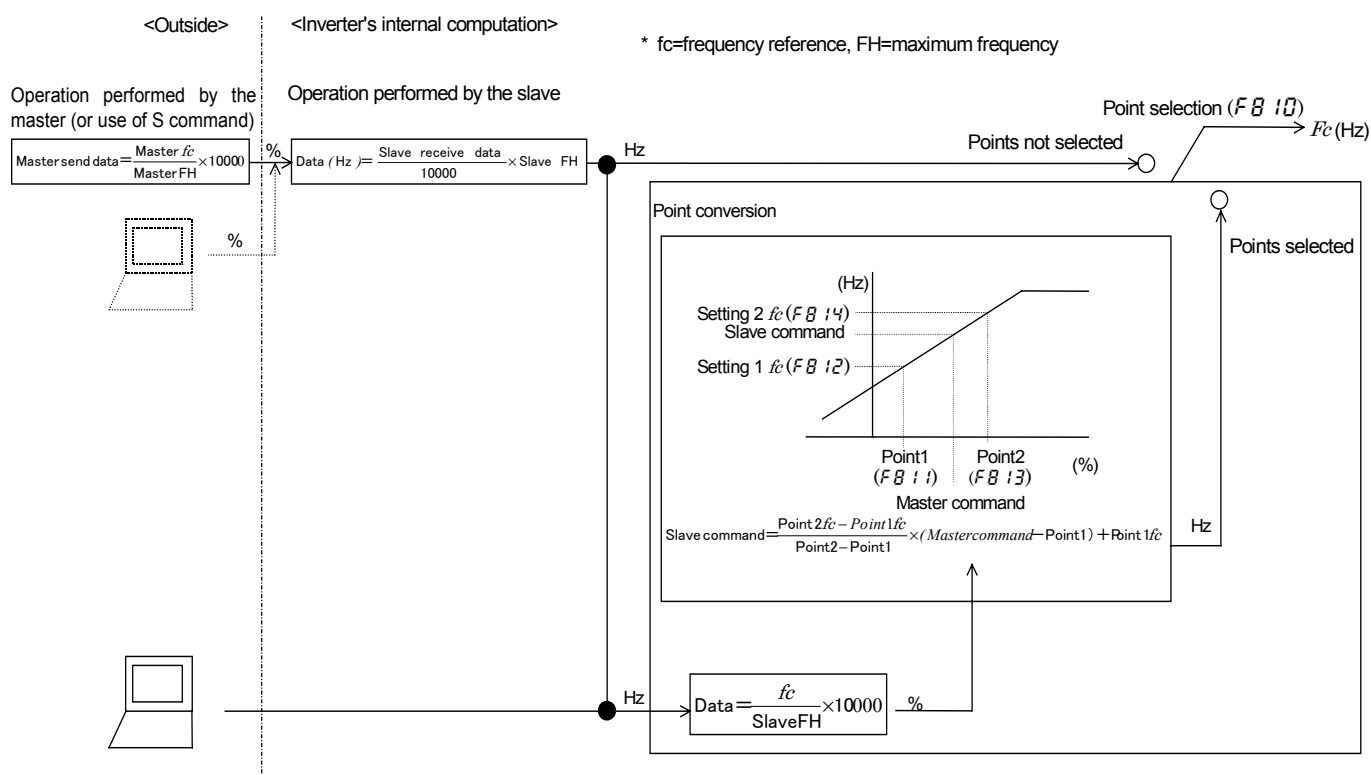 <Outside>
<Inverter's internal computation>
* fc=frequency reference, FH=maximum frequency
Operation performed by the
master (or use of S command)
Operation performed by the slave
Point selection (F810)
Fc (Hz)
Points not selected
Master send data=Master fc/Master FH×10000
%
Data (Hz)=Slave receive data/10000×Slave FH
Hz
Point conversion
%
Points selected
(Hz)
Setting 2 fc (F814)
Slave command
Setting 1 fc (F812)
Point1
(F811)
Point2
(F813)
(%)
Master command
Slave command=Point2fc-Point1fc/Point2-Point1×(Mastercommand-Point1)+Point1fc
Hz
Hz
Data=fc/SlaveFH×10000
%